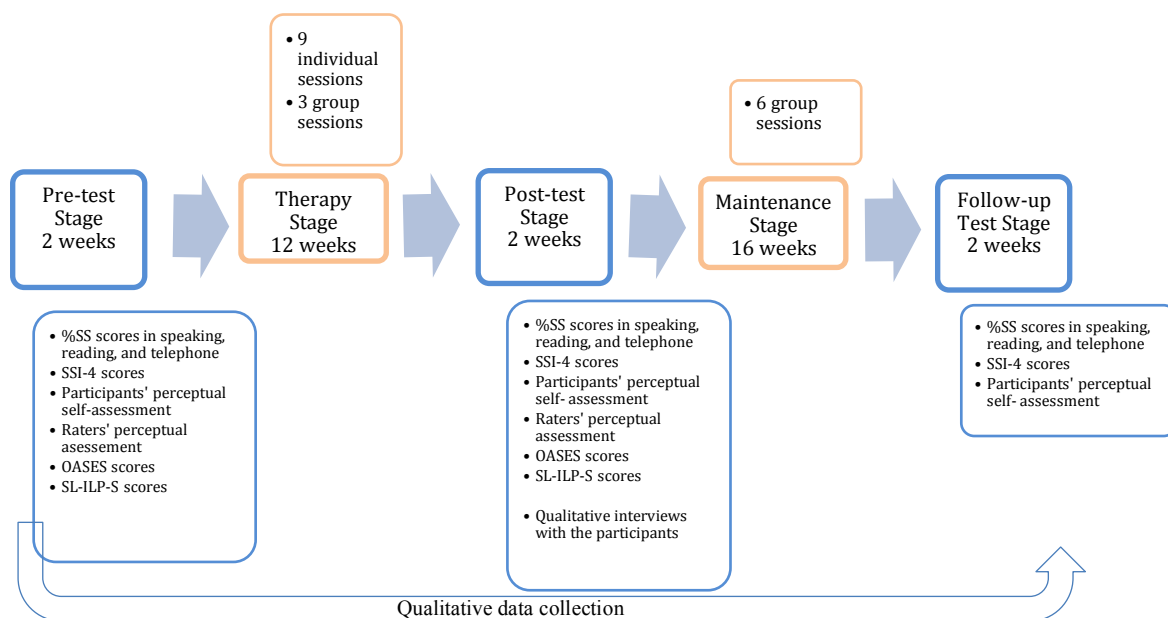 • 9
individual
sessions
• 3 group
sessions
• 6 group
sessions
Pre-test
Stage
2 weeks
Therapy
Stage
12 weeks
Post-test
Stage
2 weeks
Maintenance
Stage
16 weeks
Follow-up
Test Stage
2 weeks
• %SS scores in speaking,
reading, and telephone
• SSI-4 scores
• Participants' perceptual
self-assessment
• Raters' perceptual
asessement
• OASES scores
• SL-ILP-S scores
• %SS scores in speaking,
reading, and telephone
• SSI-4 scores
• Participants' perceptual
self- assessment
• Raters' perceptual
assessment
• OASES scores
• SL-ILP-S scores
• Qualitative interviews
with the participants
• %SS scores in speaking,
reading, and telephone
• SSI-4 scores
• Participants' perceptual
self- assessment
Qualitative data collection